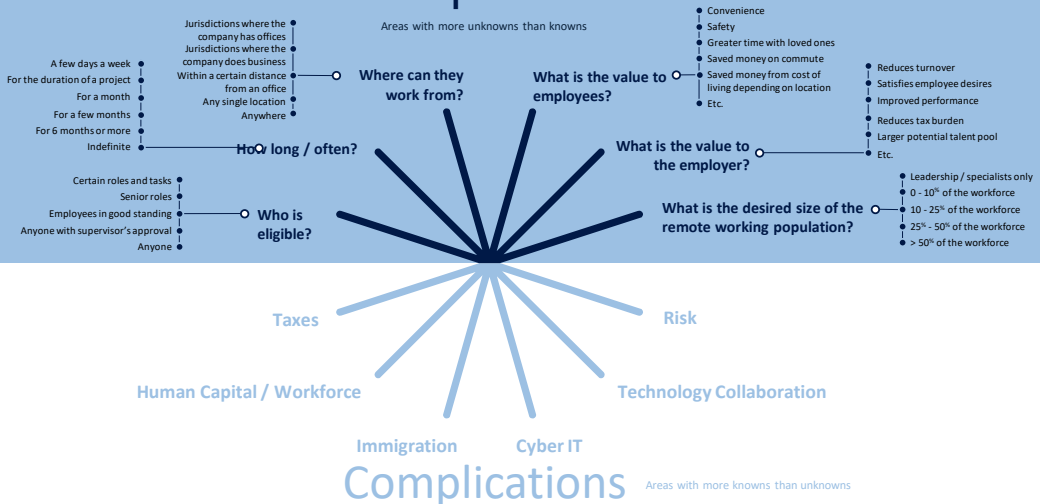 Areas with more unknowns than knowns
Jurisdictions where the
company has offices
Jurisdictions where the
company does business
Within a certain distance
from an office
Any single location
Anywhere
Where can they
work from?
A few days a week
For the duration of a project
For a month
For a few months
For 6 months or more
Indefinite
How long / often?
Certain roles and tasks
Senior roles
Employees in good standing
Anyone with supervisor's approval
Anyone
Who is
eligible?
Convenience
Safety
Greater time with loved ones
Saved money on commute
Saved money from cost of
living depending on location
Etc.
What is the value to
employees?
Reduces turnover
Satisfies employee desires
Improved performance
Reduces tax burden
Larger potential talent pool
Etc.
What is the value to
the employer?
Leadership / specialists only
0 - 10% of the workforce
10 - 25% of the workforce
25% - 50% of the workforce
> 50% of the workforce
What is the desired size of the
remote working population?
Taxes
Risk
Human Capital / Workforce
Technology Collaboration
Immigration
Cyber IT
Complications
Areas with more knowns than unknowns